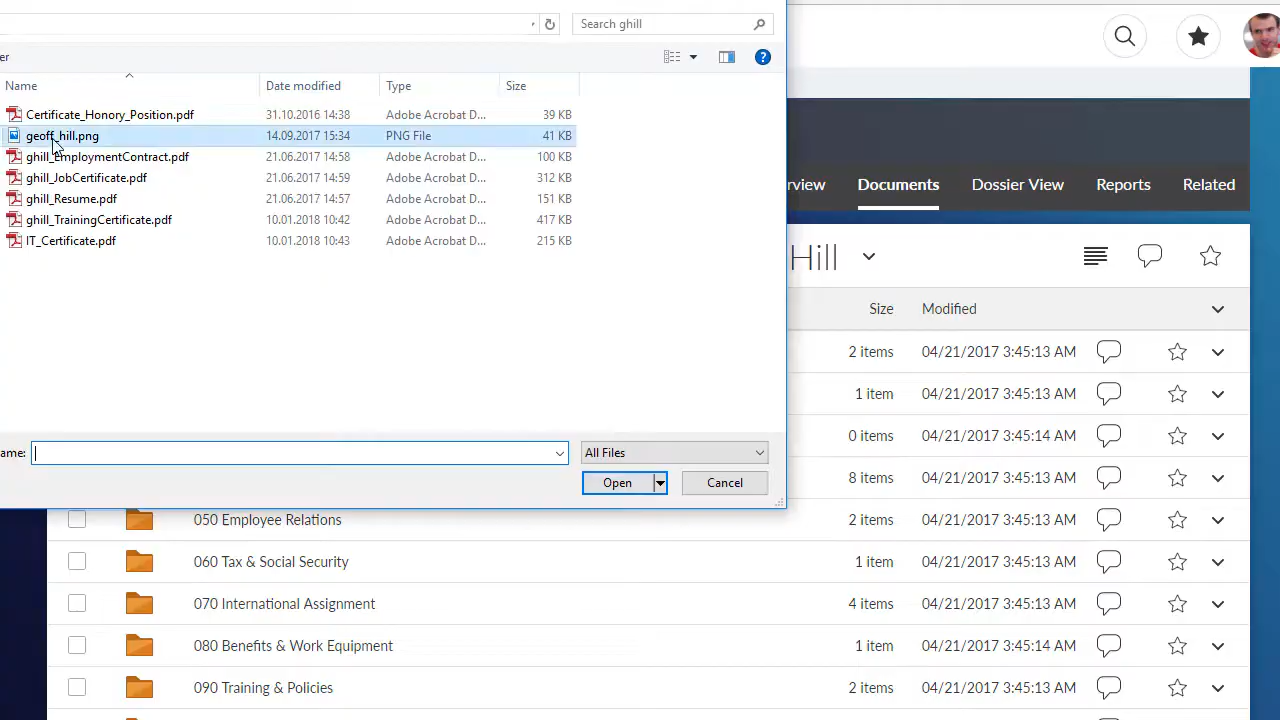 Search ghill
er
Name Date modified Type Size
Certificate_Honory_Position.pdf 31.10.2016 14:38 Adobe Acrobat D... 39 KB
geoff_hill.png 14.09.2017 15:34 PNG File 41 KB
ghill_EmploymentContract.pdf 21.06.2017 14:58 Adobe Acrobat D... 100 KB
ghill_JobCertificate.pdf 21.06.2017 14:59 Adobe Acrobat D... 312 KB
ghill_Resume.pdf 21.06.2017 14:57 Adobe Acrobat D... 151 KB
ghill_TrainingCertificate.pdf 10.01.2018 10:42 Adobe Acrobat D... 417 KB
IT_Certificate.pdf 10.01.2018 10:43 Adobe Acrobat D... 215 KB
ame: All Files
Open Cancel
rview Documents Dossier View Reports Related
Hill
Size Modified
2 items 04/21/2017 3:45:13 AM
1 item 04/21/2017 3:45:13 AM
0 items 04/21/2017 3:45:14 AM
8 items 04/21/2017 3:45:13 AM
050 Employee Relations 2 items 04/21/2017 3:45:13 AM
060 Tax & Social Security 1 item 04/21/2017 3:45:13 AM
070 International Assignment 4 items 04/21/2017 3:45:13 AM
080 Benefits & Work Equipment 1 item 04/21/2017 3:45:14 AM
090 Training & Policies 2 items 04/21/2017 3:45:13 AM